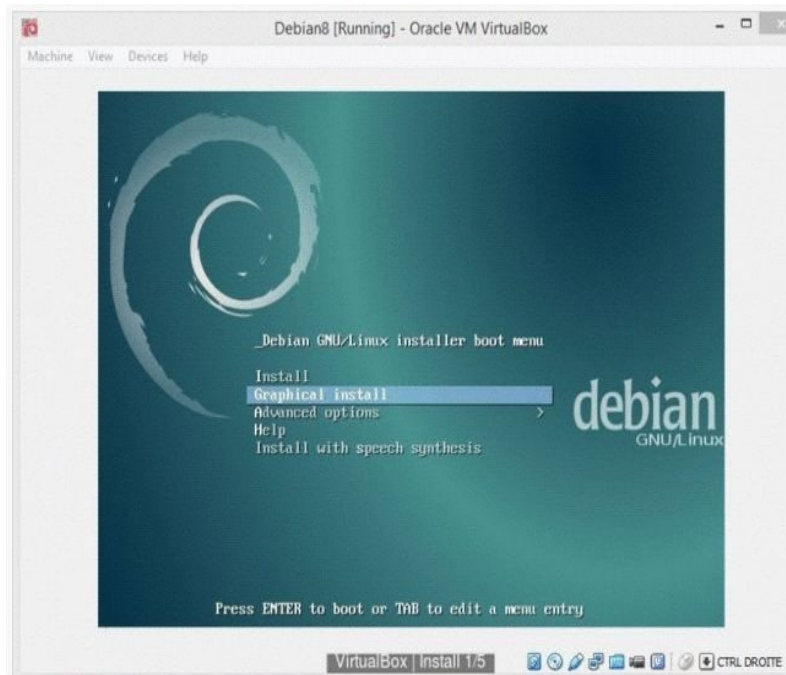 Debian8 [Running] - Oracle VM VirtualBox
Machine View Devices Help
_Debian GNU/Linux installer boot menu
Install
Graphical install
Advanced options >
Help
Install with speech synthesis
debian
GNU/Linux
Press ENTER to boot or TAB to edit a menu entry
VirtualBox | Install 1/5
CTRL DROITE